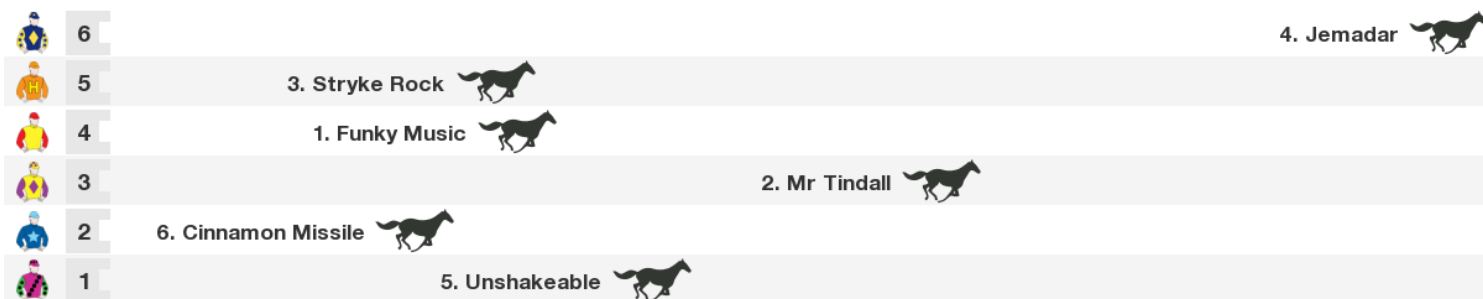 6 4. Jemadar
H 5 3. Stryke Rock
4 1. Funky Music
3 2. Mr Tindall
2 6. Cinnamon Missile
1 5. Unshakeable